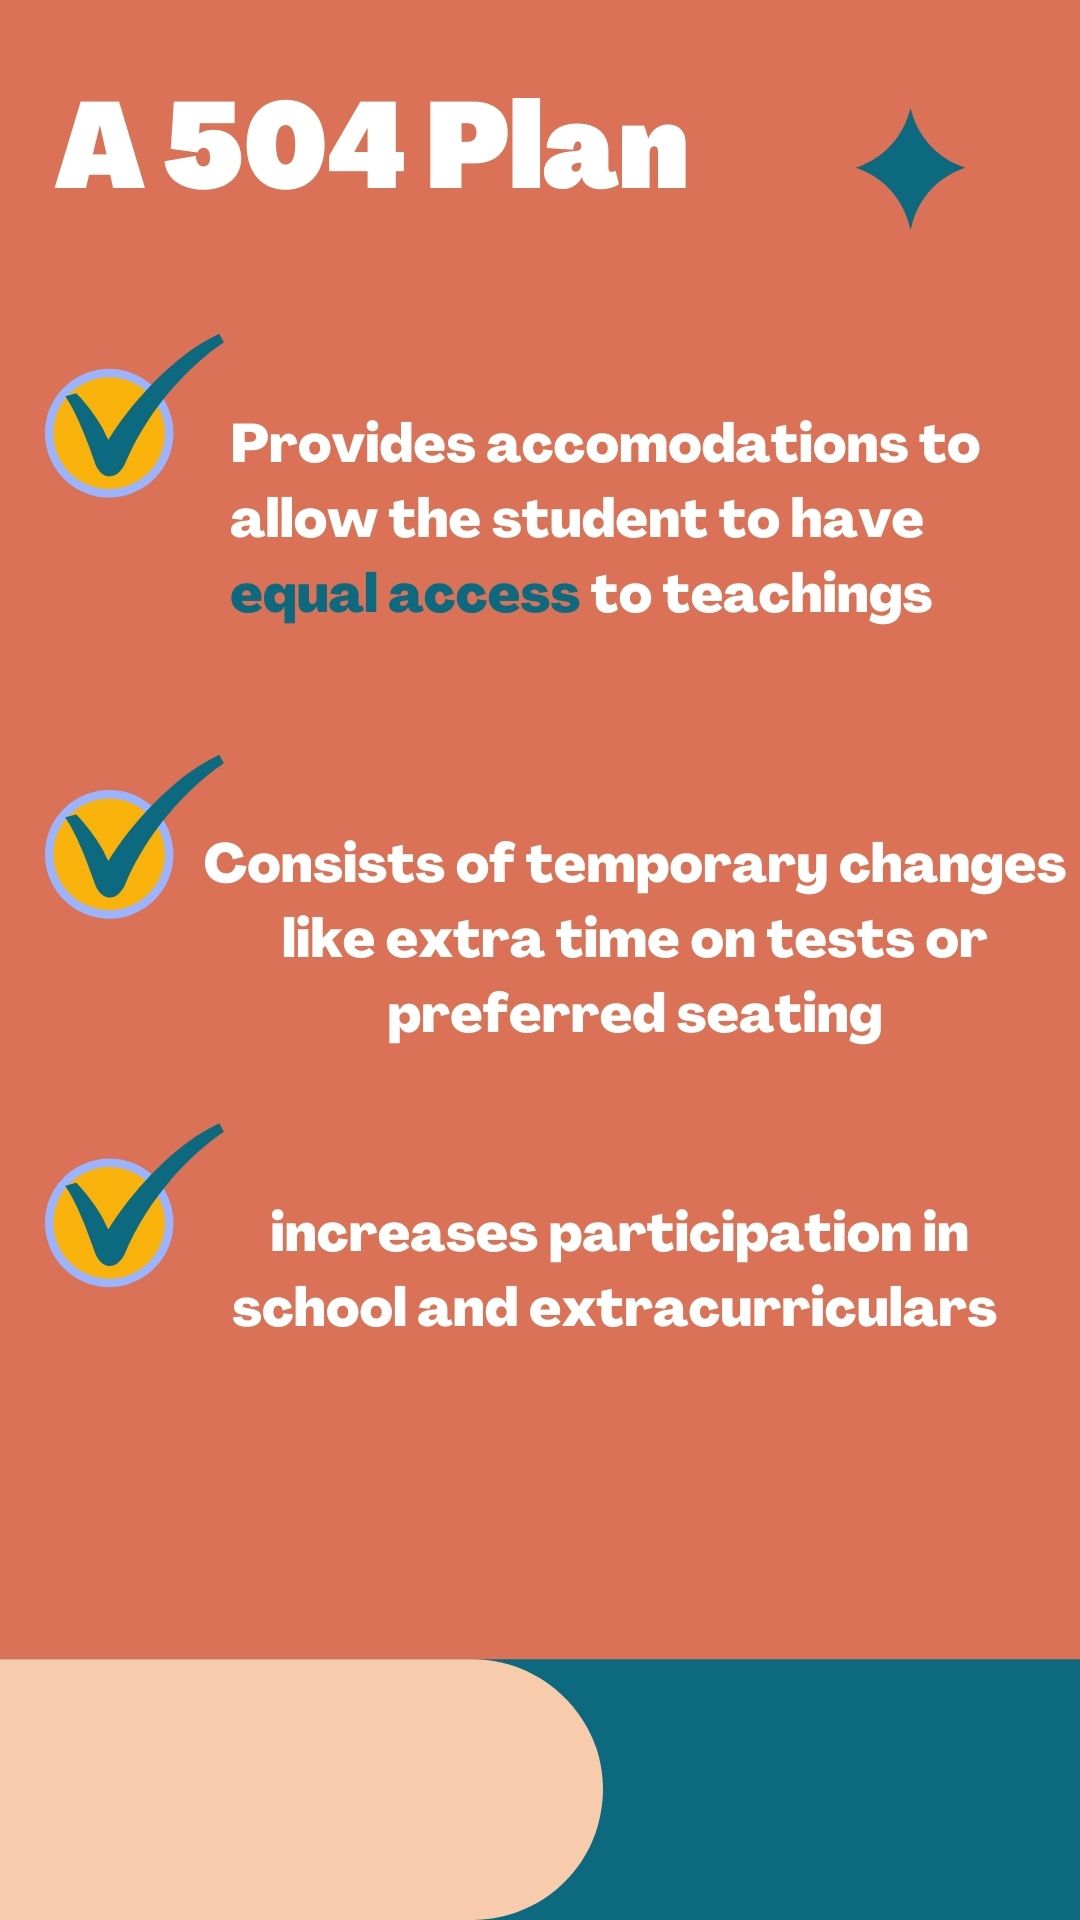 A 504 Plan
Provides accomodations to
allow the student to have
equal access to teachings
Consists of temporary changes
like extra time on tests or
preferred seating
increases participation in
school and extracurriculars